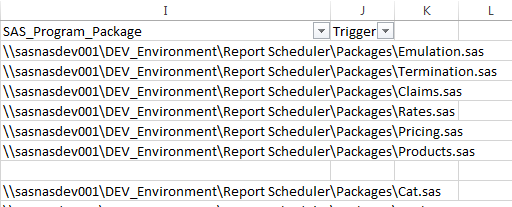 I J K L
SAS_Program_Package Trigger
\\sasnasdev001\DEV_Environment\Report Scheduler\Packages\Emulation.sas
\\sasnasdev001\DEV_Environment\Report Scheduler\Packages\Termination.sas
\\sasnasdev001\DEV_Environment\Report Scheduler\Packages\Claims.sas
\\sasnasdev001\DEV_Environment\Report Scheduler\Packages\Rates.sas
\\sasnasdev001\DEV_Environment\Report Scheduler\Packages\Pricing.sas
\\sasnasdev001\DEV_Environment\Report Scheduler\Packages\Products.sas
\\sasnasdev001\DEV_Environment\Report Scheduler\Packages\Cat.sas